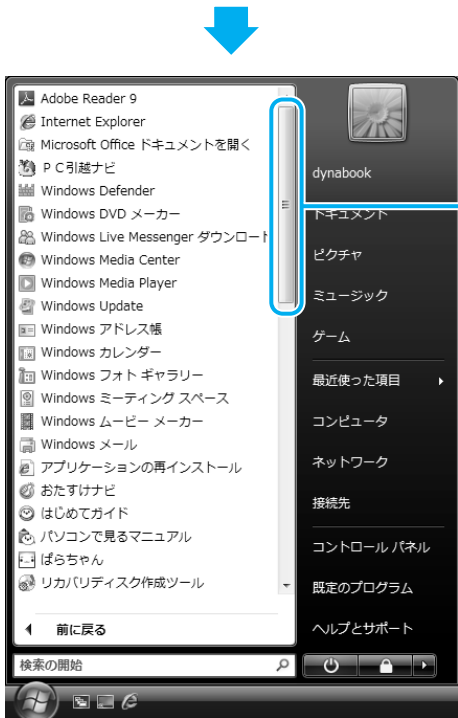 Adobe Reader 9
Internet Explorer
Microsoft Office ドキュメントを開く
ＰＣ引越ナビ
Windows Defender
Windows DVD メーカー
Windows Live Messenger ダウンロード
Windows Media Center
Windows Media Player
Windows Update
Windows アドレス帳
Windows カレンダー
Windows フォト ギャラリー
Windows ミーティング スペース
Windows ムービー メーカー
Windows メール
アプリケーションの再インストール
おたすけナビ
はじめてガイド
パソコンで見るマニュアル
ぱらちゃん
リカバリディスク作成ツール
前に戻る
検索の開始
dynabook
ドキュメント
ピクチャ
ミュージック
ゲーム
最近使った項目
コンピュータ
ネットワーク
接続先
コントロール パネル
既定のプログラム
ヘルプとサポート